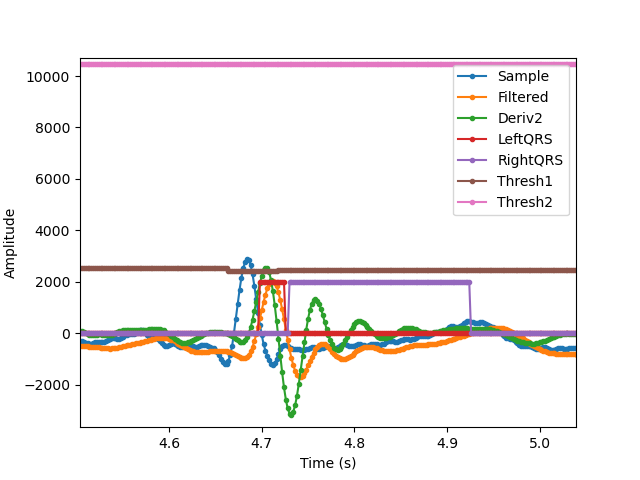 10000
8000
6000
4000
2000
0
−2000
Amplitude
4.6
4.7
4.8
4.9
5.0
Time (s)
Sample
Filtered
Deriv2
LeftQRS
RightQRS
Thresh1
Thresh2